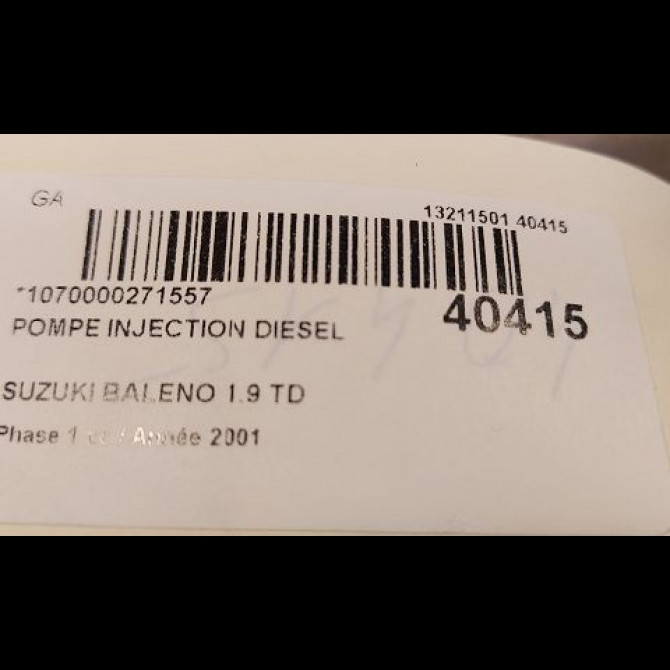 GA
13211501 40415
*1070000271557
40415
POMPE INJECTION DIESEL
SUZUKI BALENO 1.9 TD
Phase 1 / Année 2001